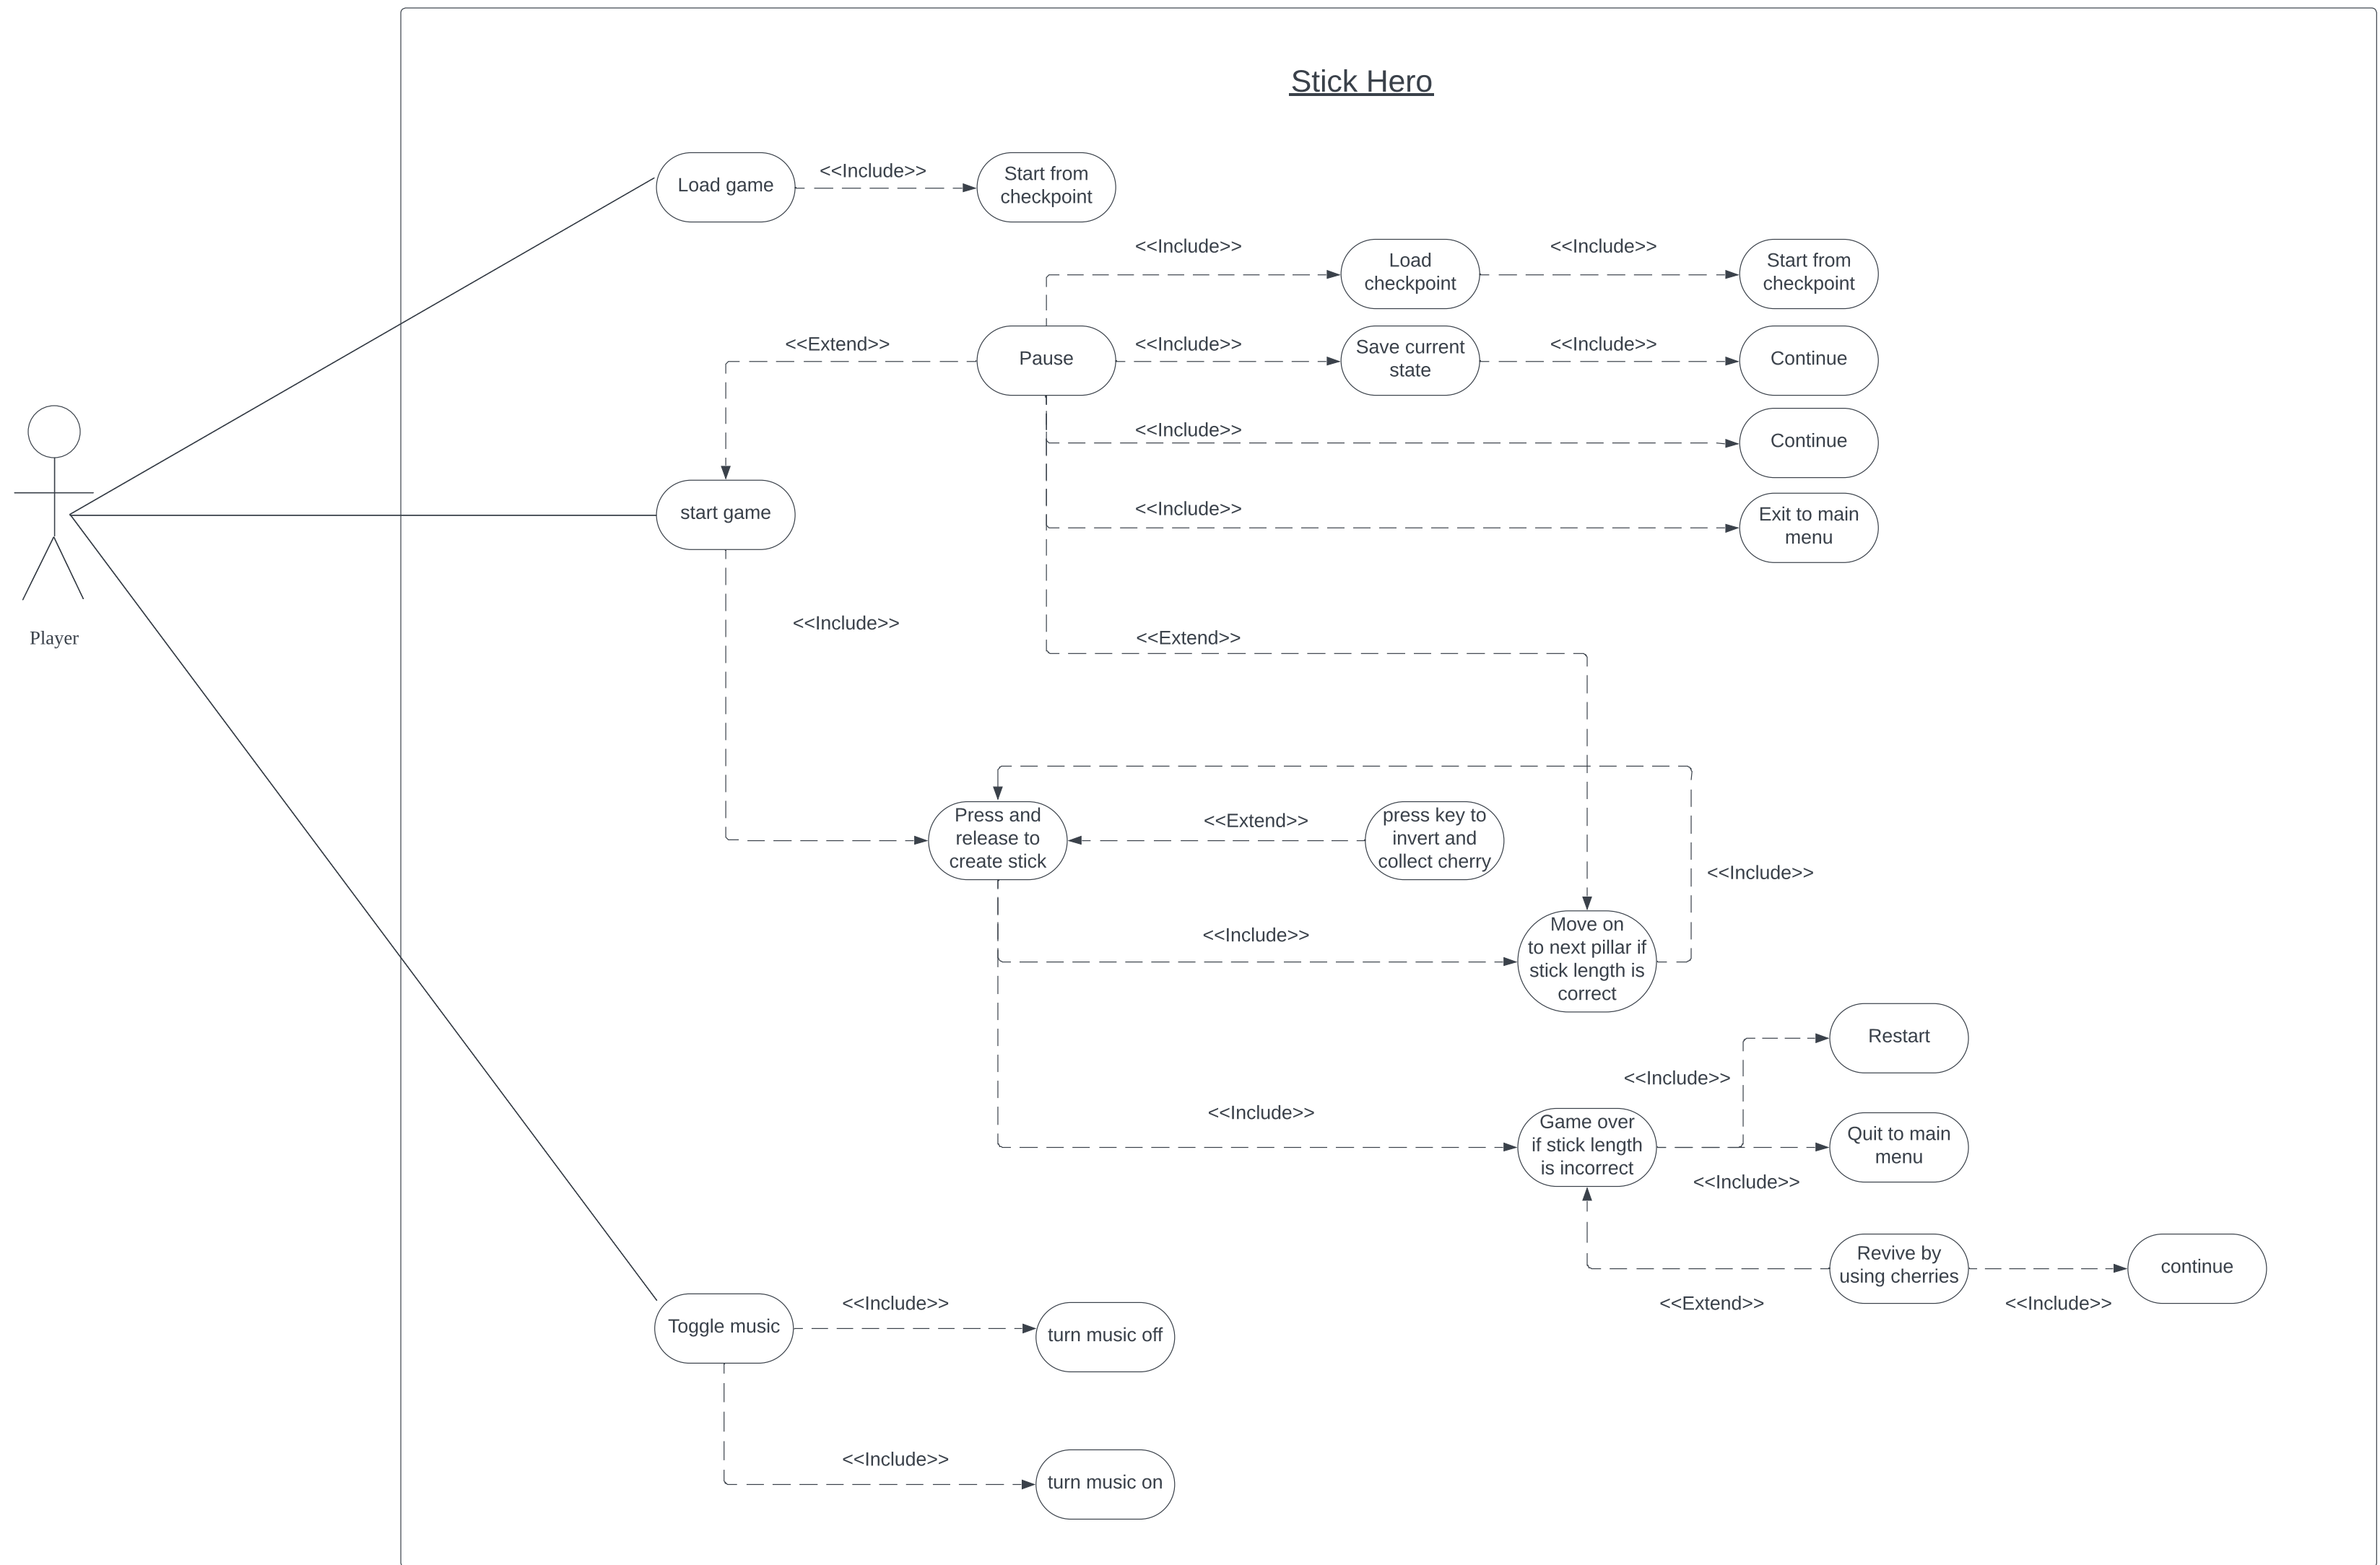 Stick Hero
Load game
<<Include>>
Start from
checkpoint
<<Include>>
Load
checkpoint
<<Include>>
Start from
checkpoint
<<Extend>>
Pause
<<Include>>
Save current
state
<<Include>>
Continue
<<Include>>
Continue
start game
<<Include>>
Exit to main
menu
Player
<<Include>>
<<Extend>>
Press and
release to
create stick
<<Extend>>
press key to
invert and
collect cherry
<<Include>>
<<Include>>
Move on
to next pillar if
stick length is
correct
<<Include>>
Game over
if stick length
is incorrect
<<Include>>
Restart
<<Include>>
Quit to main
menu
<<Extend>>
Revive by
using cherries
<<Include>>
continue
Toggle music
<<Include>>
turn music off
<<Include>>
turn music on